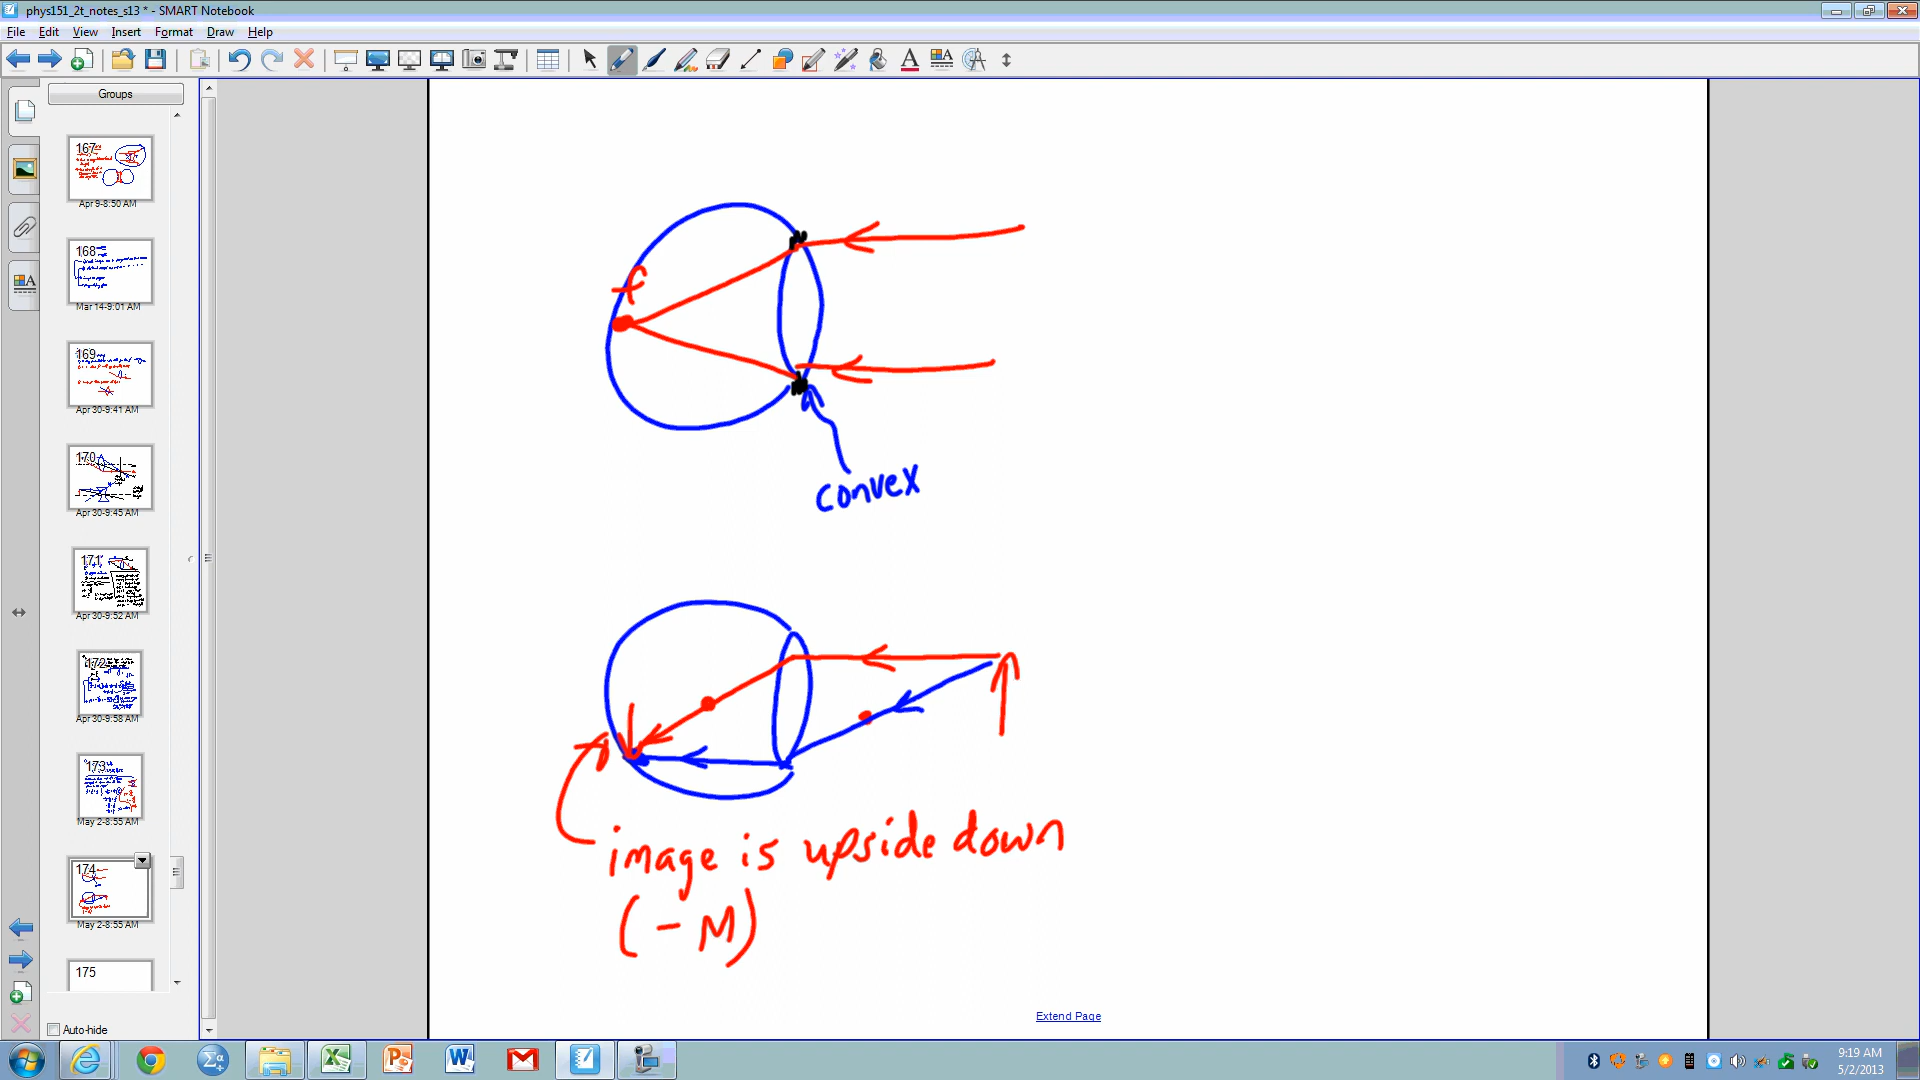 phys151_2t_notes_s13 * - SMART Notebook
File Edit View Insert Format Draw Help
Groups
167
Apr 9-8:50 AM
168
Mar 14-9:01 AM
169
Apr 30-9:41 AM
170
Apr 30-9:45 AM
171
Apr 30-9:52 AM
172
Apr 30-9:58 AM
173
May 2-8:55 AM
174
May 2-8:55 AM
175
Auto-hide
f
convex
image is upside down
(- M)
Extend Page
9:19 AM
5/2/2013